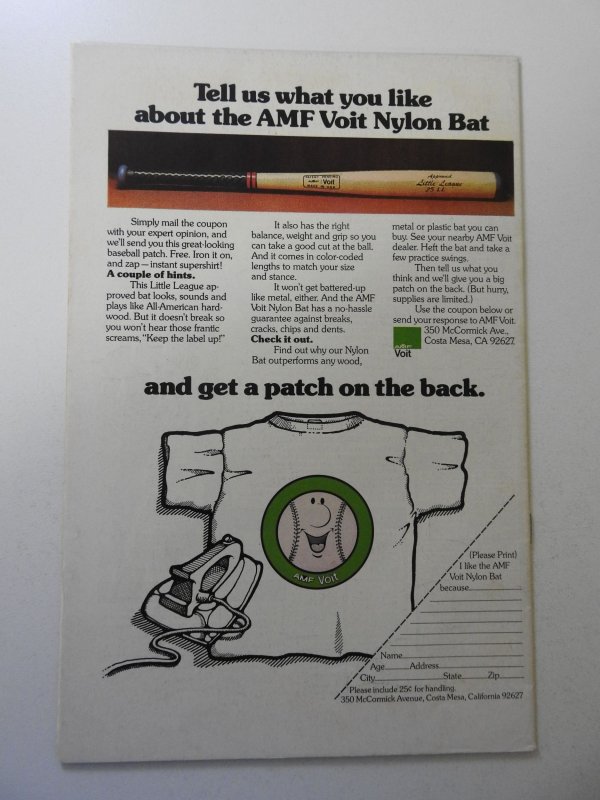 Tell us what you like
about the AMF Voit Nylon Bat
Voit
MADE IN U.S.A.
Approved
Little League
Simply mail the coupon
with your expert opinion, and
we'll send you this great-looking
baseball patch. Free. Iron it on,
and zap — instant supershirt!
A couple of hints.
This Little League ap-
proved bat looks, sounds and
plays like All-American hard-
wood. But it doesn't break so
you won't hear those frantic
screams, "Keep the label up!"
It also has the right
balance, weight and grip so you
can take a good cut at the ball.
And it comes in color-coded
lengths to match your size
and stance.
It won't get battered-up
like metal, either. And the AMF
Voit Nylon Bat has a no-hassle
guarantee against breaks,
cracks, chips and dents.
Check it out.
Find out why our Nylon
Bat outperforms any wood,
metal or plastic bat you can
buy. See your nearby AMF Voit
dealer. Heft the bat and take a
few practice swings.
Then tell us what you
think and we'll give you a big
patch on the back. (But hurry,
supplies are limited.)
Use the coupon below or
send your response to AMF Voit.
350 McCormick Ave.,
Costa Mesa, CA 92627.
AMF
Voit
and get a patch on the back.
AMF Voit
(Please Print)
I like the AMF
Voit Nylon Bat
because
Name
Age Address
City State Zip
Please include 25¢ for handling.
350 McCormick Avenue, Costa Mesa, California 92627